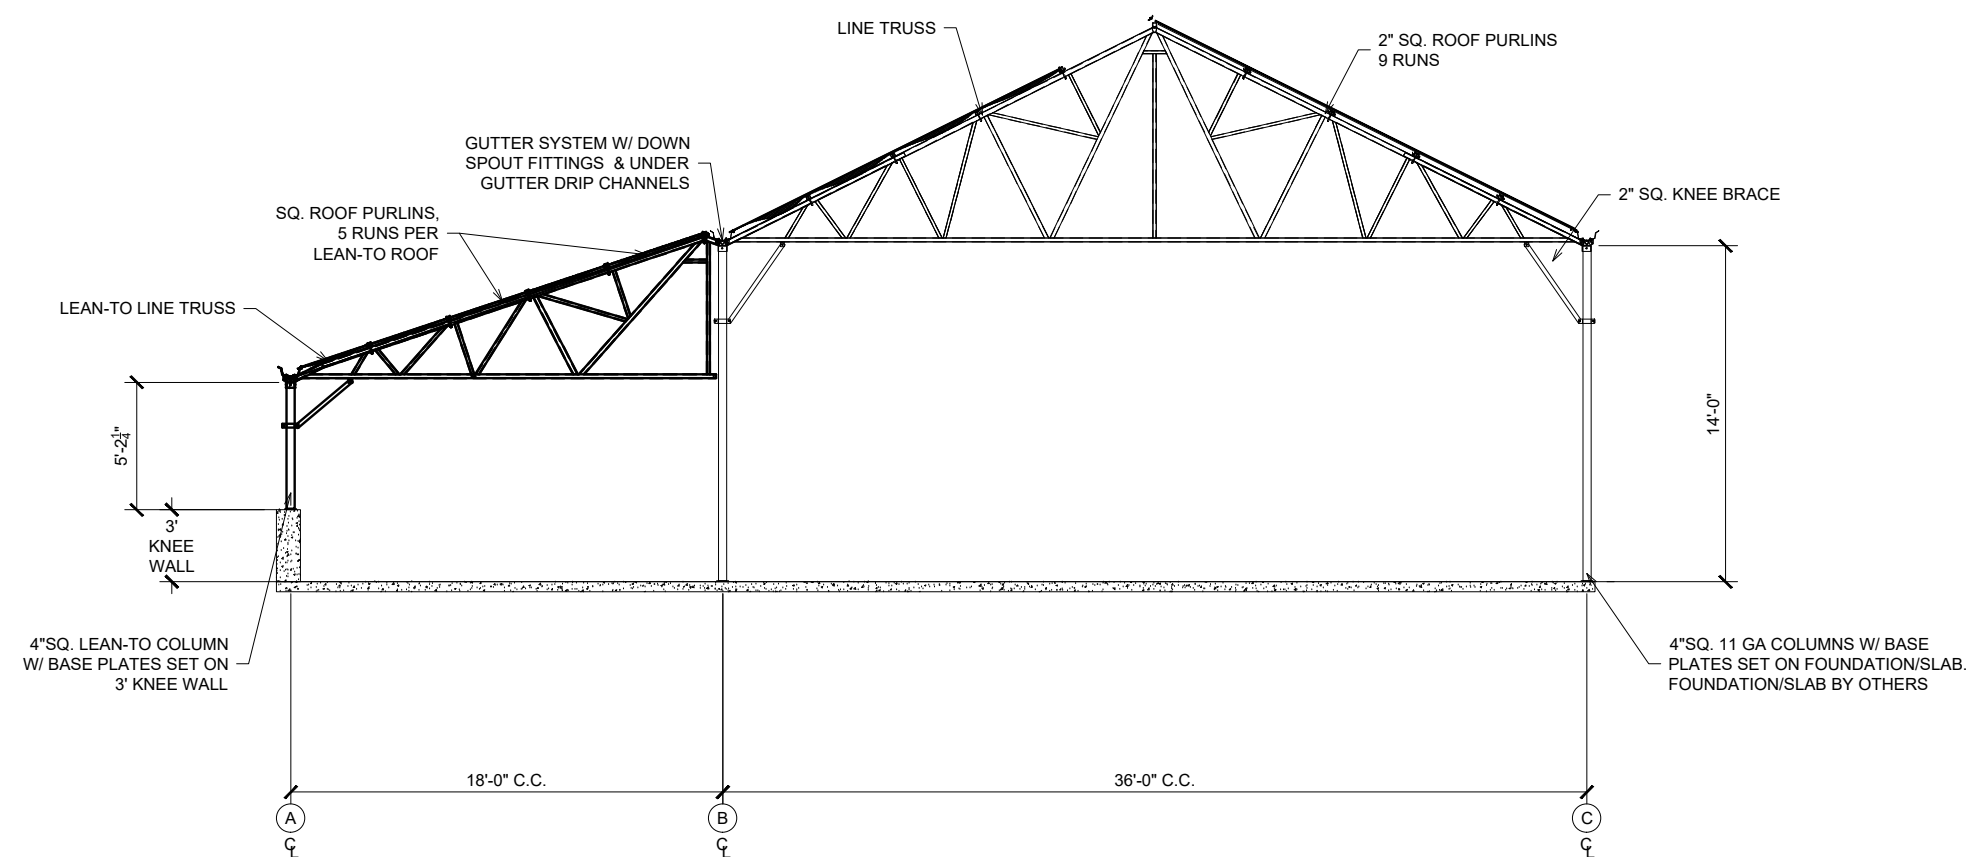 LINE TRUSS
2" SQ. ROOF PURLINS
9 RUNS
GUTTER SYSTEM W/ DOWN
SPOUT FITTINGS & UNDER
GUTTER DRIP CHANNELS
2" SQ. KNEE BRACE
SQ. ROOF PURLINS,
5 RUNS PER
LEAN-TO ROOF
LEAN-TO LINE TRUSS
5'-2¼"
14'-0"
3'
KNEE
WALL
4"SQ. LEAN-TO COLUMN
W/ BASE PLATES SET ON
3' KNEE WALL
4"SQ. 11 GA COLUMNS W/ BASE
PLATES SET ON FOUNDATION/SLAB.
FOUNDATION/SLAB BY OTHERS
18'-0" C.C.
36'-0" C.C.
A
B
C
℄
℄
℄